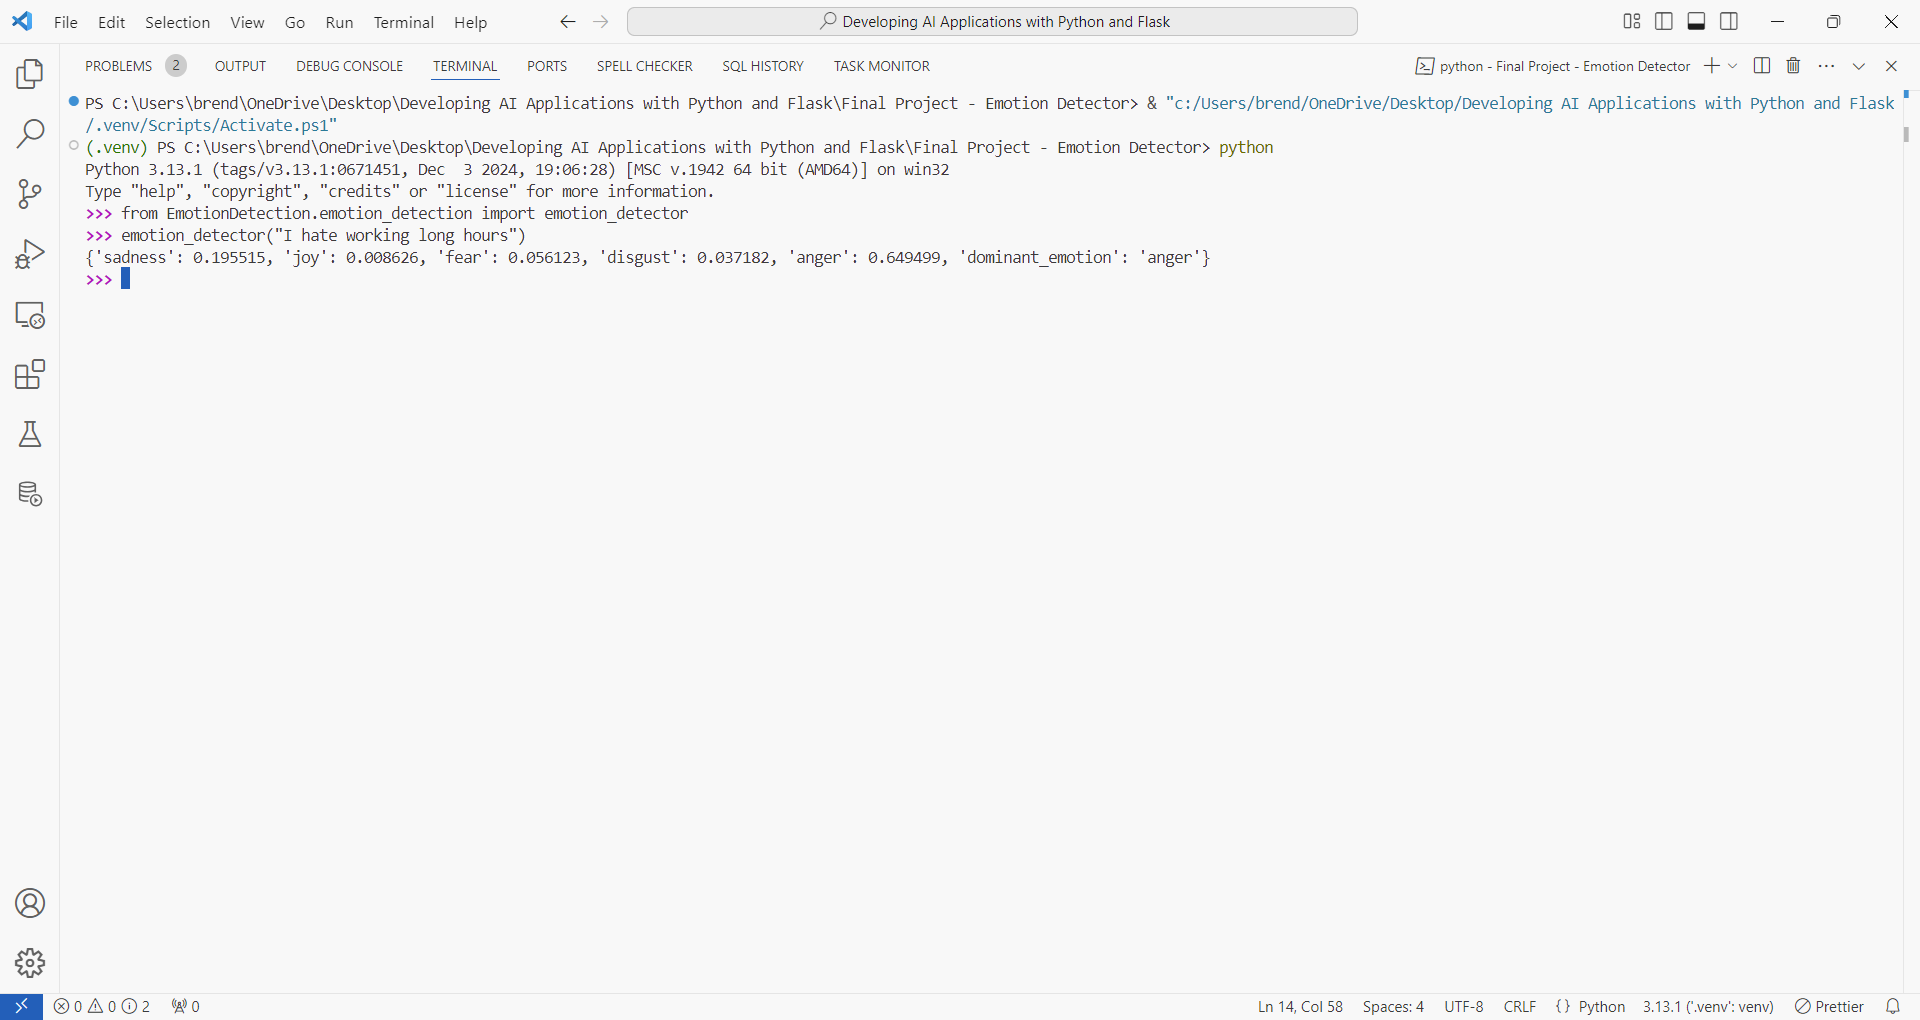 File Edit Selection View Go Run Terminal Help Developing AI Applications with Python and Flask
PROBLEMS 2 OUTPUT DEBUG CONSOLE TERMINAL PORTS SPELL CHECKER SQL HISTORY TASK MONITOR python - Final Project - Emotion Detector
PS C:\Users\brend\OneDrive\Desktop\Developing AI Applications with Python and Flask\Final Project - Emotion Detector> & "c:/Users/brend/OneDrive/Desktop/Developing AI Applications with Python and Flask
/.venv/Scripts/Activate.ps1"
(.venv) PS C:\Users\brend\OneDrive\Desktop\Developing AI Applications with Python and Flask\Final Project - Emotion Detector> python
Python 3.13.1 (tags/v3.13.1:0671451, Dec  3 2024, 19:06:28) [MSC v.1942 64 bit (AMD64)] on win32
Type "help", "copyright", "credits" or "license" for more information.
>>> from EmotionDetection.emotion_detection import emotion_detector
>>> emotion_detector("I hate working long hours")
{'sadness': 0.195515, 'joy': 0.008626, 'fear': 0.056123, 'disgust': 0.037182, 'anger': 0.649499, 'dominant_emotion': 'anger'}
>>>
0 0 2 0 Ln 14, Col 58 Spaces: 4 UTF-8 CRLF {} Python 3.13.1 ('.venv': venv) Prettier